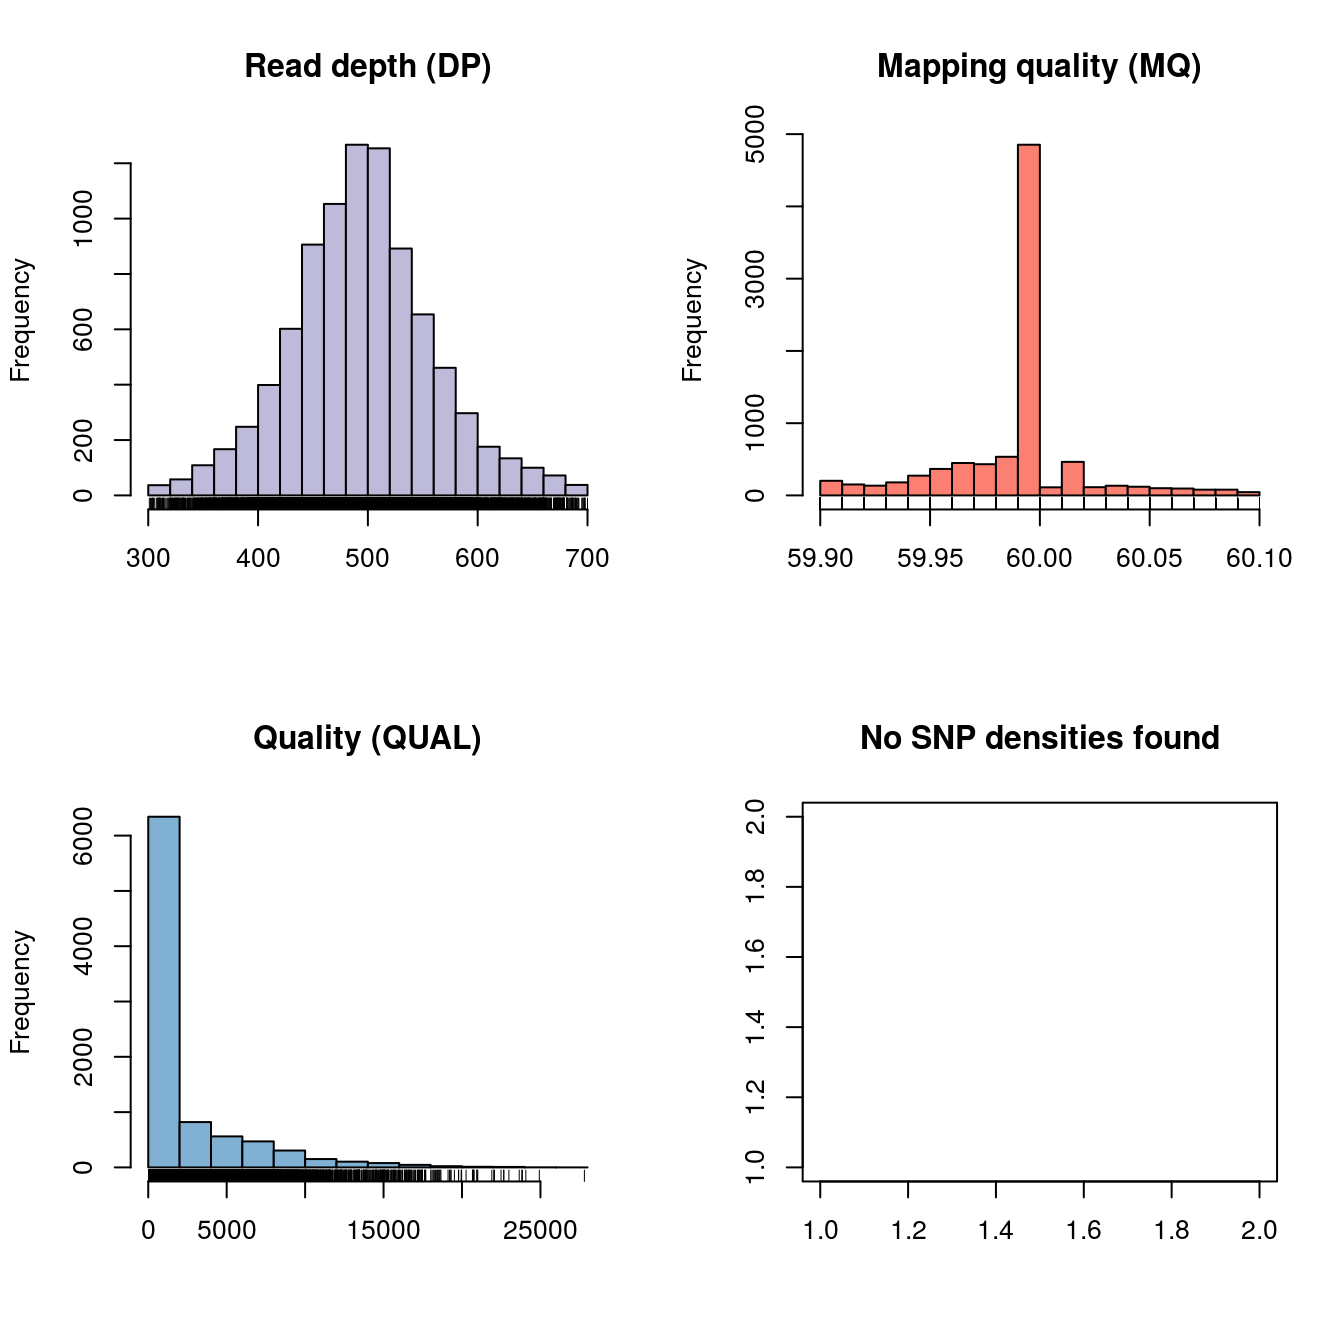 Read depth (DP)
Frequency
0 200 600 1000
300 400 500 600 700
Mapping quality (MQ)
Frequency
0 1000 3000 5000
59.90 59.95 60.00 60.05 60.10
Quality (QUAL)
Frequency
0 2000 4000 6000
0 5000 15000 25000
No SNP densities found
1.0 1.2 1.4 1.6 1.8 2.0
1.0 1.2 1.4 1.6 1.8 2.0